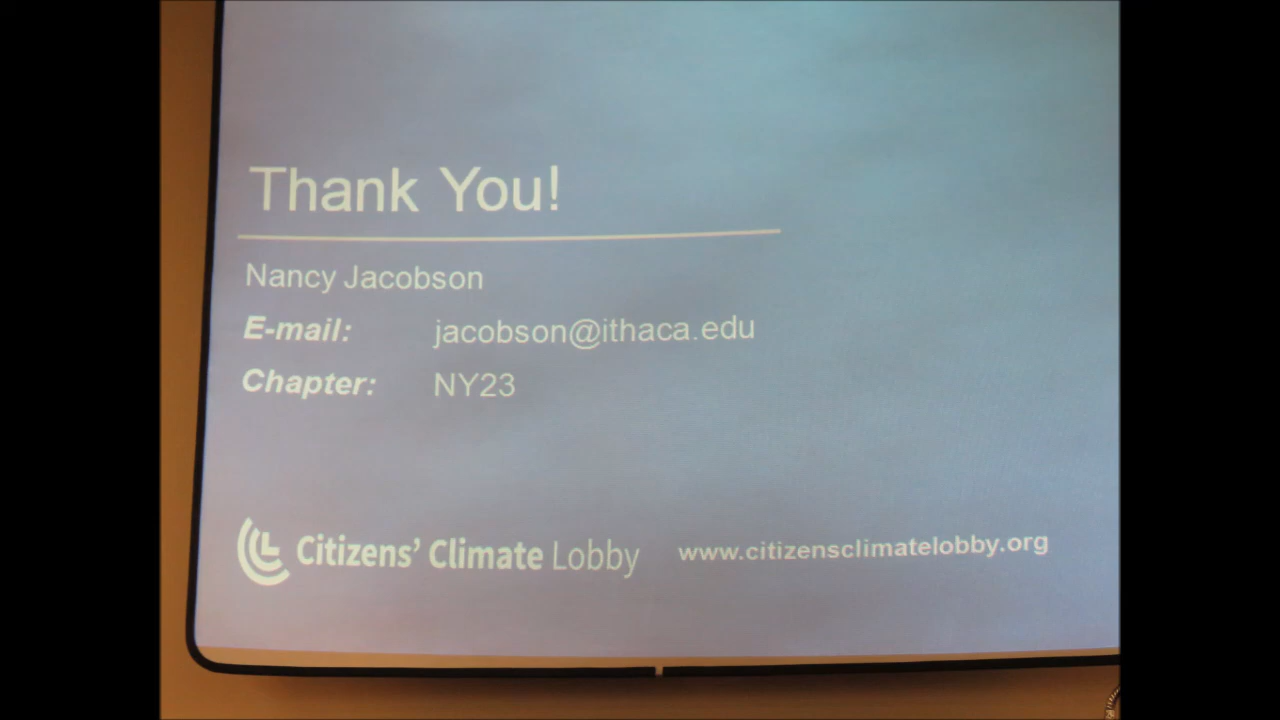 Thank You!
Nancy Jacobson
E-mail: jacobson@ithaca.edu
Chapter: NY23
Citizens’ Climate Lobby www.citizensclimatelobby.org